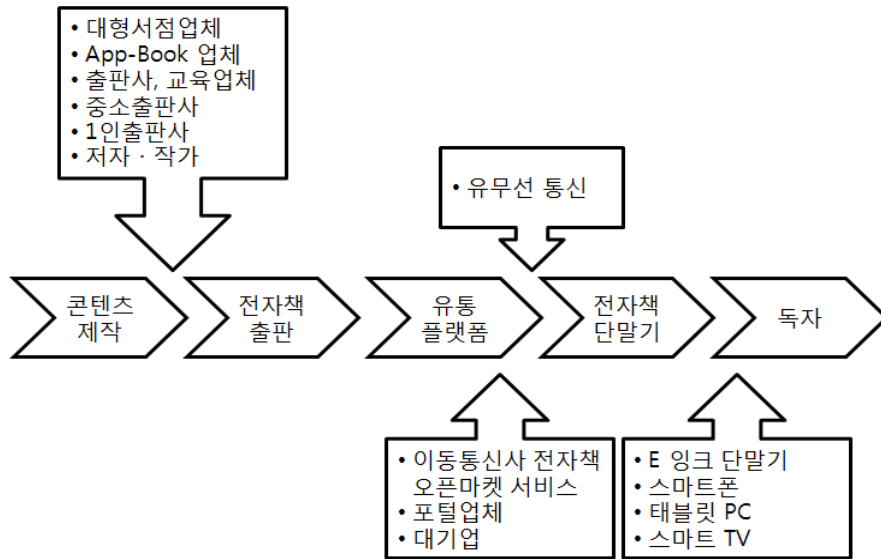 • 대형서점업체
• App-Book 업체
• 출판사, 교육업체
• 중소출판사
• 1인출판사
• 저자 · 작가
• 유무선 통신
콘텐츠
제작
전자책
출판
유통
플랫폼
전자책
단말기
독자
• 이동통신사 전자책
오픈마켓 서비스
• 포털업체
• 대기업
• E 잉크 단말기
• 스마트폰
• 태블릿 PC
• 스마트 TV